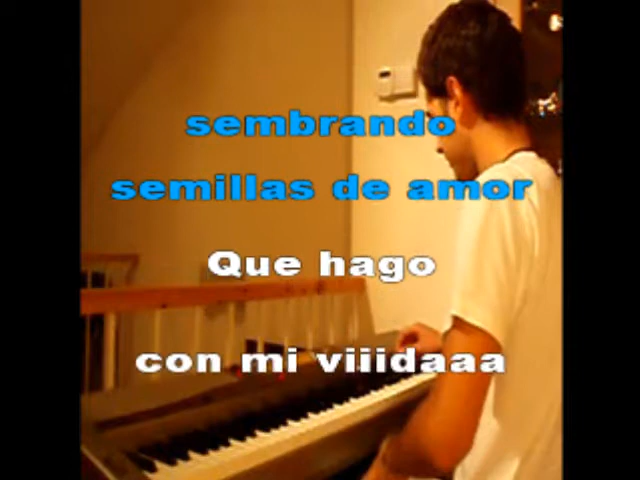 sembrando
semillas de amor
Que hago
con mi viiidaaa